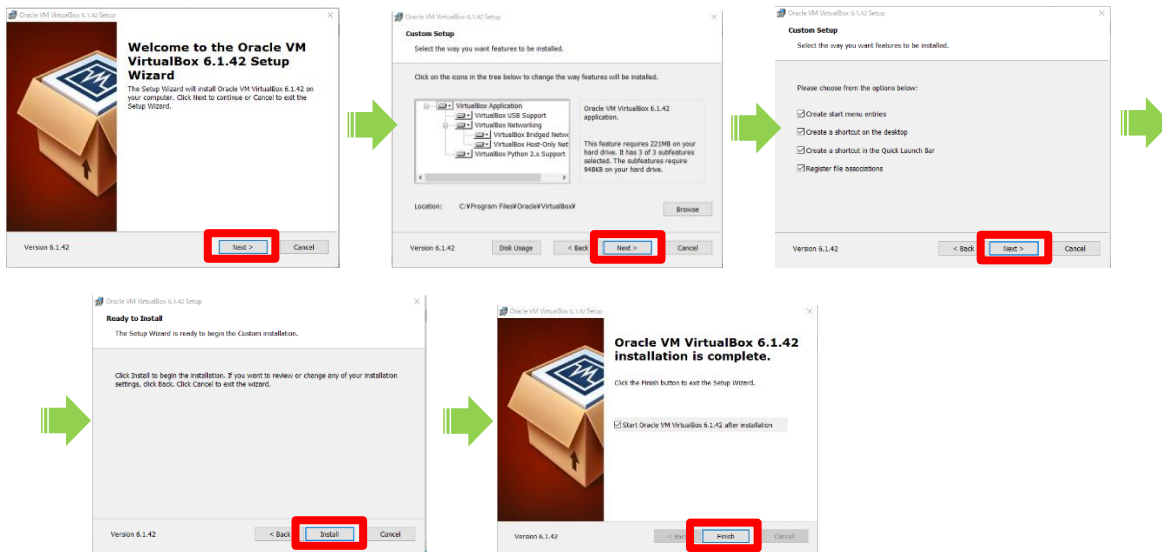 Oracle VM VirtualBox 6.1.42 Setup
Welcome to the Oracle VM
VirtualBox 6.1.42 Setup
Wizard
The Setup Wizard will install Oracle VM VirtualBox 6.1.42 on
your computer. Click Next to continue or Cancel to exit the
Setup Wizard.
Version 6.1.42
Next >
Cancel
Oracle VM VirtualBox 6.1.42 Setup
Custom Setup
Select the way you want features to be installed.
Click on the icons in the tree below to change the way features will be installed.
VirtualBox Application
VirtualBox USB Support
VirtualBox Networking
VirtualBox Bridged Netwo
VirtualBox Host-Only Net
VirtualBox Python 2.x Support
Oracle VM VirtualBox 6.1.42
application.
This feature requires 221MB on your
hard drive. It has 3 of 3 subfeatures
selected. The subfeatures require
948KB on your hard drive.
Location: C:¥Program Files¥Oracle¥VirtualBox¥
Browse
Version 6.1.42
Disk Usage
< Back
Next >
Cancel
Oracle VM VirtualBox 6.1.42 Setup
Custom Setup
Select the way you want features to be installed.
Please choose from the options below:
Create start menu entries
Create a shortcut on the desktop
Create a shortcut in the Quick Launch Bar
Register file associations
Version 6.1.42
< Back
Next >
Cancel
Oracle VM VirtualBox 6.1.42 Setup
Ready to Install
The Setup Wizard is ready to begin the Custom installation.
Click Install to begin the installation. If you want to review or change any of your installation
settings, click Back. Click Cancel to exit the wizard.
Version 6.1.42
< Back
Install
Cancel
Oracle VM VirtualBox 6.1.42 Setup
Oracle VM VirtualBox 6.1.42
installation is complete.
Click the Finish button to exit the Setup Wizard.
Start Oracle VM VirtualBox 6.1.42 after installation
Version 6.1.42
< Back
Finish
Cancel